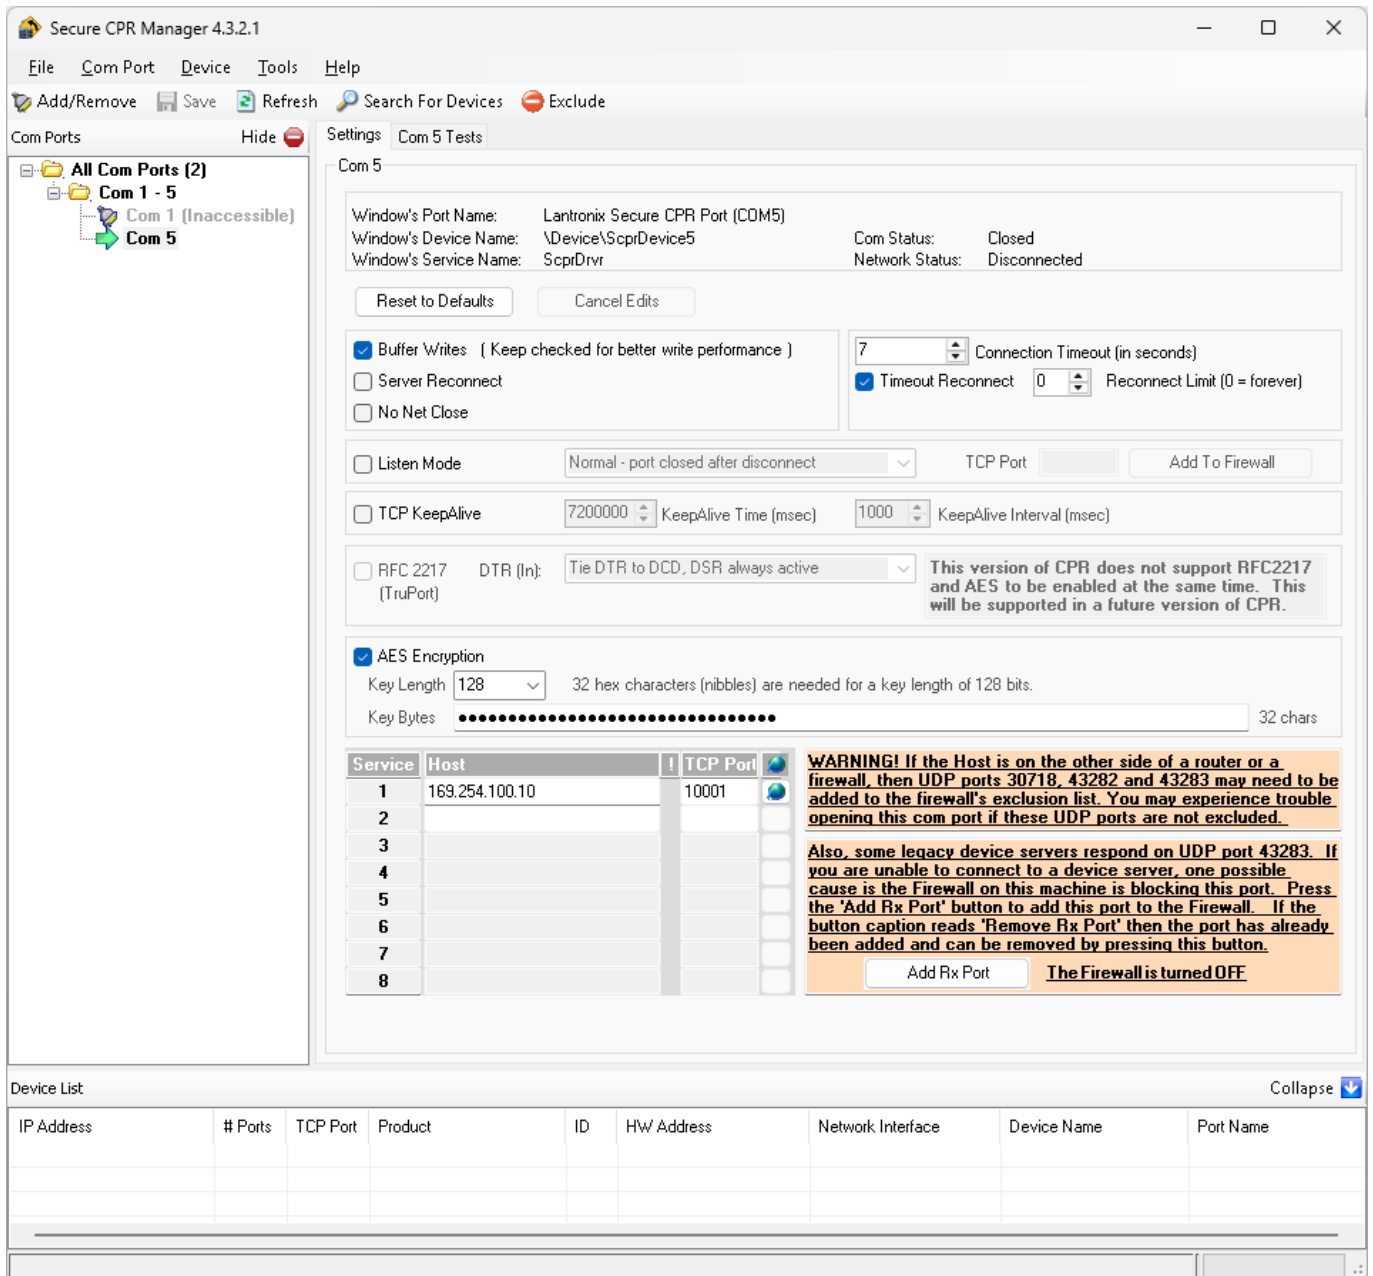 Secure CPR Manager 4.3.2.1
File Com Port Device Tools Help
Add/Remove Save Refresh Search For Devices Exclude
Com Ports Hide
Settings Com 5 Tests
All Com Ports (2)
Com 1 - 5
Com 1 (Inaccessible)
Com 5
Com 5
Window's Port Name: Lantronix Secure CPR Port (COM5)
Window's Device Name: \Device\ScprDevice5 Com Status: Closed
Window's Service Name: ScprDrvr Network Status: Disconnected
Reset to Defaults Cancel Edits
Buffer Writes ( Keep checked for better write performance )
Server Reconnect
No Net Close
7 Connection Timeout (in seconds)
Timeout Reconnect 0 Reconnect Limit (0 = forever)
Listen Mode Normal - port closed after disconnect TCP Port Add To Firewall
TCP KeepAlive 7200000 KeepAlive Time (msec) 1000 KeepAlive Interval (msec)
RFC 2217 DTR (In): Tie DTR to DCD, DSR always active
(TruPort)
This version of CPR does not support RFC2217
and AES to be enabled at the same time. This
will be supported in a future version of CPR.
AES Encryption
Key Length 128 32 hex characters (nibbles) are needed for a key length of 128 bits.
Key Bytes ●●●●●●●●●●●●●●●●●●●●●●●●●●●●●●●● 32 chars
Service Host ! TCP Port
1 169.254.100.10 10001
2
3
4
5
6
7
8
WARNING! If the Host is on the other side of a router or a
firewall, then UDP ports 30718, 43282 and 43283 may need to be
added to the firewall's exclusion list. You may experience trouble
opening this com port if these UDP ports are not excluded.
Also, some legacy device servers respond on UDP port 43283. If
you are unable to connect to a device server, one possible
cause is the Firewall on this machine is blocking this port. Press
the 'Add Rx Port' button to add this port to the Firewall. If the
button caption reads 'Remove Rx Port' then the port has already
been added and can be removed by pressing this button.
Add Rx Port The Firewall is turned OFF
Device List Collapse
IP Address # Ports TCP Port Product ID HW Address Network Interface Device Name Port Name